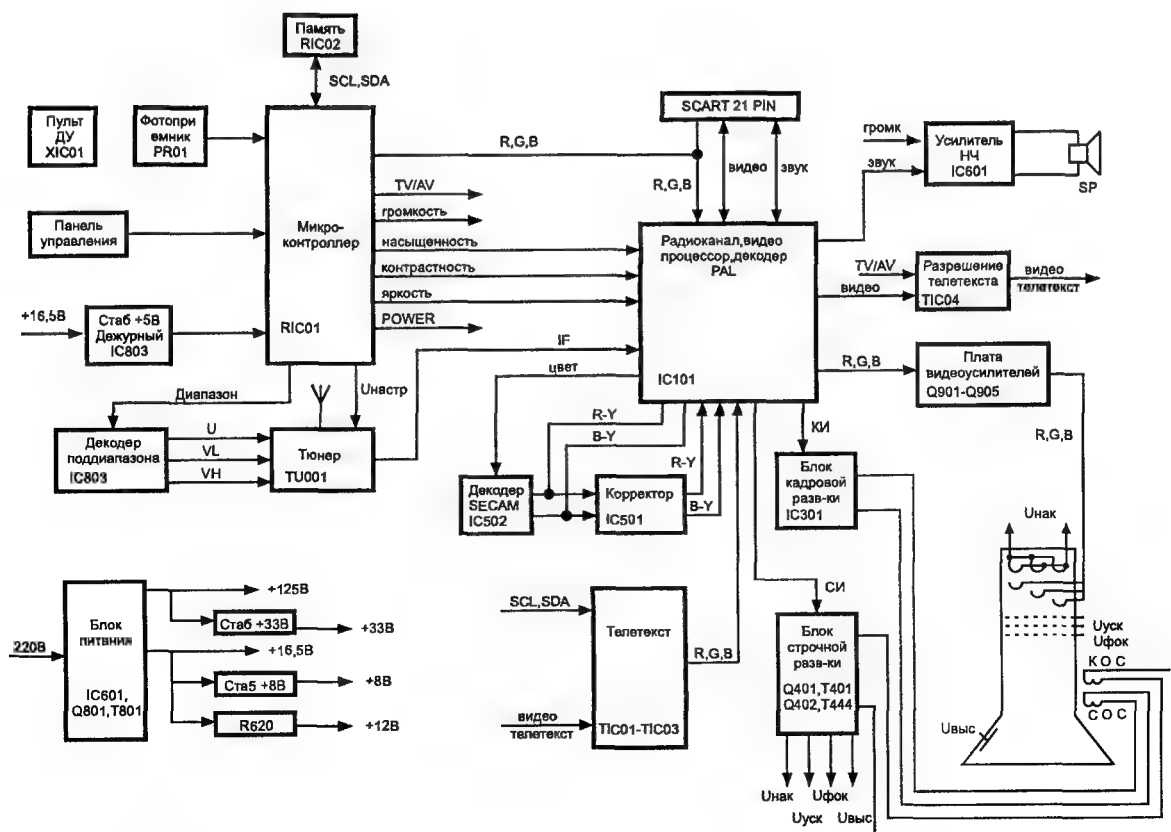 Память
RIC02
SCL,SDA
Пульт
ДУ
XIC01
Фотопри
емник
PR01
Микро-
контроллер
RIC01
Панель
управления
+16,5В
Стаб +5В
Дежурный
IC803
R,G,B
TV/AV
громкость
насыщенность
контрастность
яркость
POWER
IF
SCART 21 PIN
R,G,B
видео
звук
Радиоканал,видео
процессор,декодер
PAL
IC101
громк
звук
Усилитель
НЧ
IC601
SP
TV/AV
видео
Разрешение
телетекста
TIC04
видео
телетекст
R,G,B
Плата
видеоусилителей
Q901-Q905
R,G,B
Диапазон
Uнастр
Декодер
поддиапазона
IC803
U
VL
VH
Тюнер
TU001
цвет
R-Y
B-Y
R-Y
B-Y
Декодер
SECAM
IC502
Корректор
IC501
КИ
Блок
кадровой
разв-ки
IC301
Uнак
Uуск
Uфок
К О С
С О С
Uвыс
220В
Блок
питания
IC601,
Q801,T801
+125В
Стаб +33В
+33В
+16,5В
Стa5 +8В
+8В
R620
+12В
SCL,SDA
Телетекст
R,G,B
видео
телетекст
TIC01-TIC03
СИ
Блок
строчной
разв-ки
Q401,T401
Q402,T444
Uнак
Uфок
Uуск
Uвыс